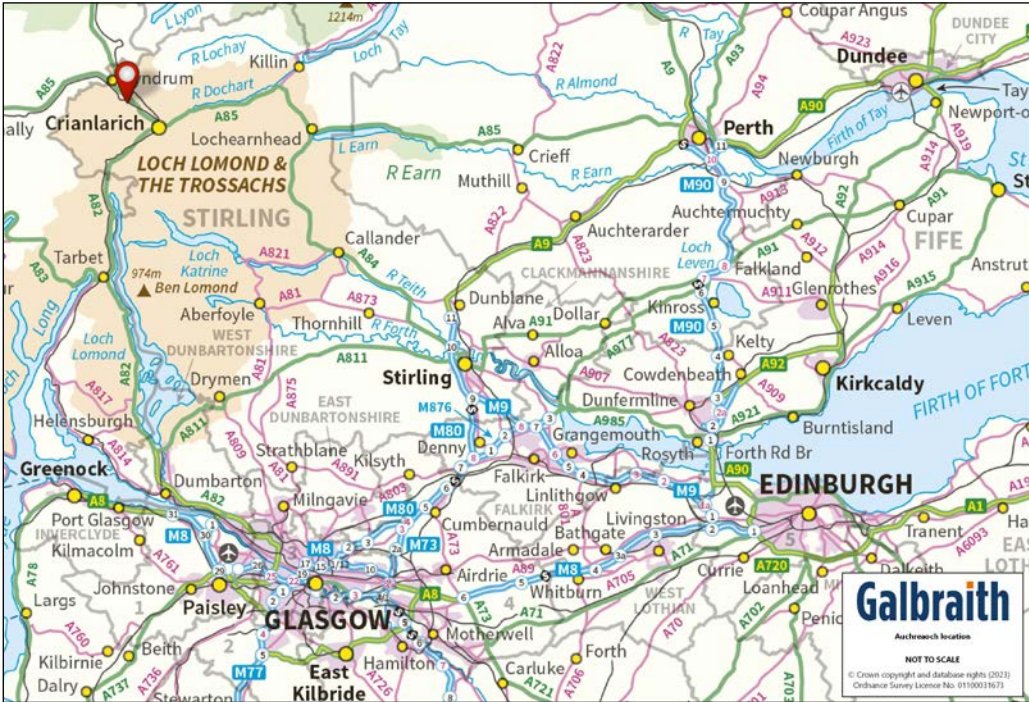 L Lyon
1214m
R Lochay
Loch Tay
Killin
A822
R Tay
A9
A93
A94
Coupar Angus
A923
DUNDEE
CITY
Dundee
A85
R Dochart
R Almond
A90
Tay
Newport-o
Crianlarich
A85
Lochearnhead
L Earn
A85
Crieff
R Earn
Perth
Firth of Tay
Newburgh
A914
A919
LOCH LOMOND &
THE TROSSACHS
R Earn
Muthill
M90
A913
A92
A91
STIRLING
A82
A822
Auchterarder
Auchtermuchty
Cupar
FIFE
Tarbet
A83
Loch
Katrine
A821
Callander
A84
A9
A823
Loch
Leven
A91
A912
A914
A916
A915
974m
Ben Lomond
A81
A873
R Teith
CLACKMANNANSHIRE
Falkland
A911
Glenrothes
Anstrut
Aberfoyle
Thornhill
R Forth
Dunblane
Alva
A91
Dollar
Kinross
M90
Leven
Long
Loch
Lomond
WEST
DUNBARTONSHIRE
A811
A977
Alloa
A823
Kelty
A92
A82
Drymen
A81
A875
Stirling
A907
Cowdenbeath
A909
Kirkcaldy
A817
Helensburgh
A811
EAST
DUNBARTONSHIRE
M876
M9
Dunfermline
A985
A921
Burntisland
FIRTH OF FORT
A814
A809
Strathblane
A81
A891
Kilsyth
M80
Denny
Grangemouth
Rosyth
Forth Rd Br
Greenock
Dumbarton
A82
Milngavie
A803
Falkirk
Linlithgow
A90
M9
EDINBURGH
A8
Port Glasgow
INVERCLYDE
M8
Kilmacolm
A761
M80
M8
M73
Cumbernauld
FALKIRK
A801
Livingston
Bathgate
Armadale
A1
Tranent
A6093
A78
Johnstone
Paisley
GLASGOW
A73
Airdrie
A89
M8
Whitburn
A705
A71
WEST
LOTHIAN
Currie
A720
Loanhead
Dalkeith
Largs
A760
Kilbirnie
Beith
Dalry
A737
A736
M77
Stewarton
East
Kilbride
A8
Motherwell
Hamilton
A726
A73
A71
Carluke
A721
Forth
A706
A70
A702
A703
Galbraith
Auchreaoch location
NOT TO SCALE
© Crown copyright and database rights (2023)
Ordnance Survey Licence No. 01100031673